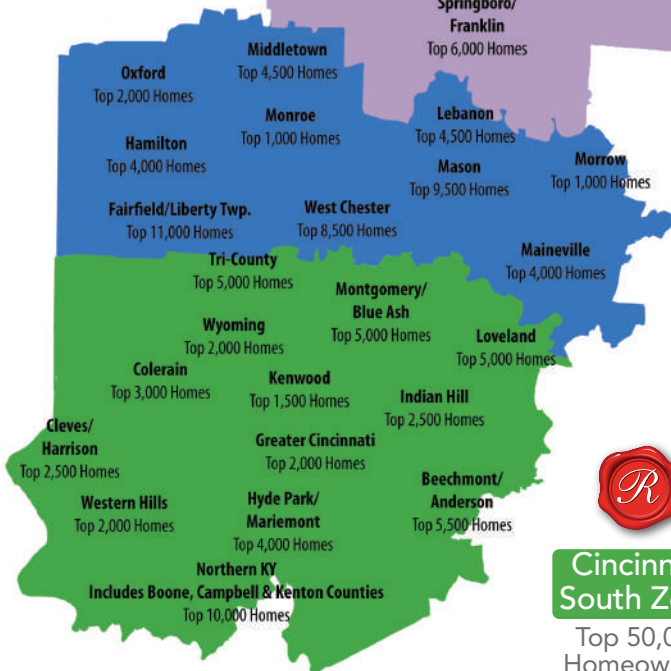 Springboro/
Franklin
Top 6,000 Homes
Middletown
Top 4,500 Homes
Oxford
Top 2,000 Homes
Monroe
Top 1,000 Homes
Lebanon
Top 4,500 Homes
Hamilton
Top 4,000 Homes
Mason
Top 9,500 Homes
Morrow
Top 1,000 Homes
Fairfield/Liberty Twp.
Top 11,000 Homes
West Chester
Top 8,500 Homes
Maineville
Top 4,000 Homes
Tri-County
Top 5,000 Homes
Montgomery/
Blue Ash
Top 5,000 Homes
Wyoming
Top 2,000 Homes
Loveland
Top 5,000 Homes
Colerain
Top 3,000 Homes
Kenwood
Top 1,500 Homes
Indian Hill
Top 2,500 Homes
Cleves/
Harrison
Top 2,500 Homes
Greater Cincinnati
Top 2,000 Homes
Beechmont/
Anderson
Top 5,500 Homes
Western Hills
Top 2,000 Homes
Hyde Park/
Mariemont
Top 4,000 Homes
Northern KY
Includes Boone, Campbell & Kenton Counties
Top 10,000 Homes
R
Cincinn
South Z
Top 50,0
Homeow